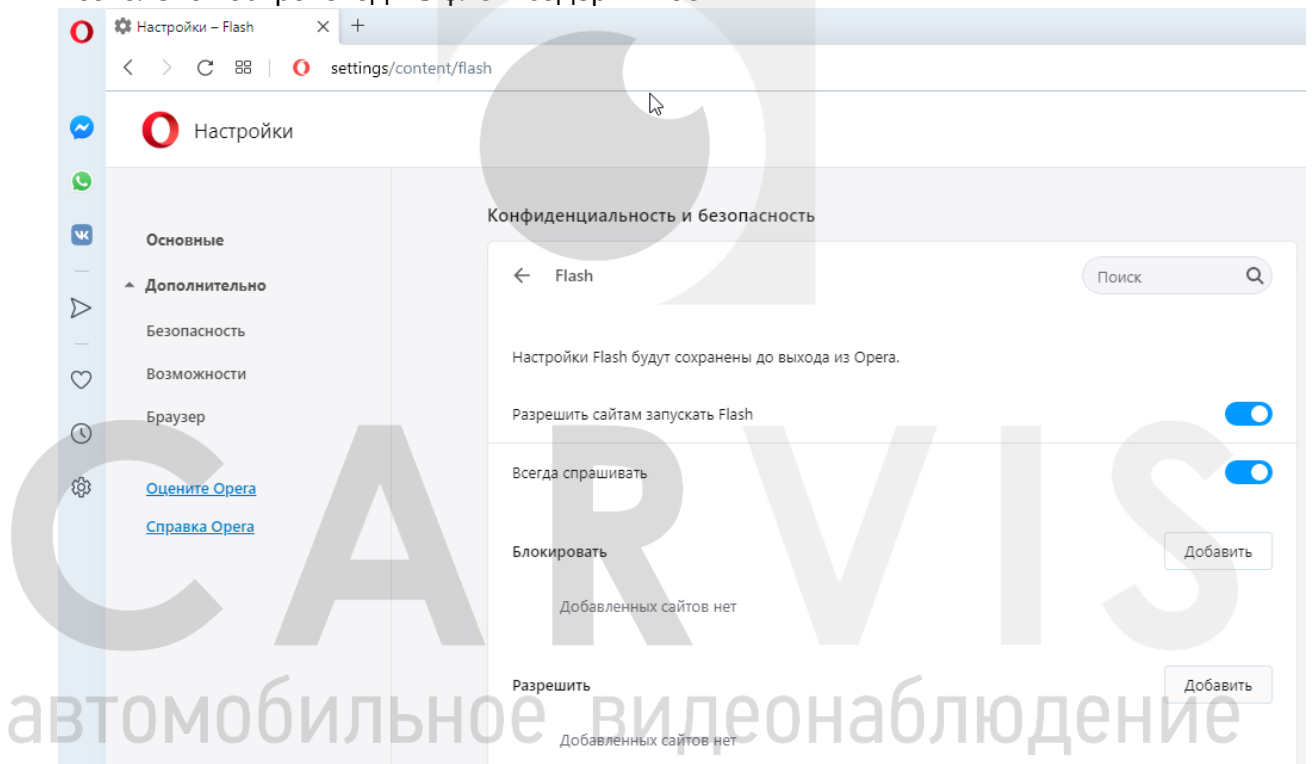 Настройки – Flash
settings/content/flash
Настройки
Конфиденциальность и безопасность
Основные
Flash
Поиск
Дополнительно
Безопасность
Настройки Flash будут сохранены до выхода из Opera.
Возможности
Разрешить сайтам запускать Flash
Браузер
Всегда спрашивать
Оцените Opera
Справка Opera
Блокировать
Добавить
Добавленных сайтов нет
Разрешить
Добавить
Добавленных сайтов нет
CARVIS
автомобильное видеонаблюдение